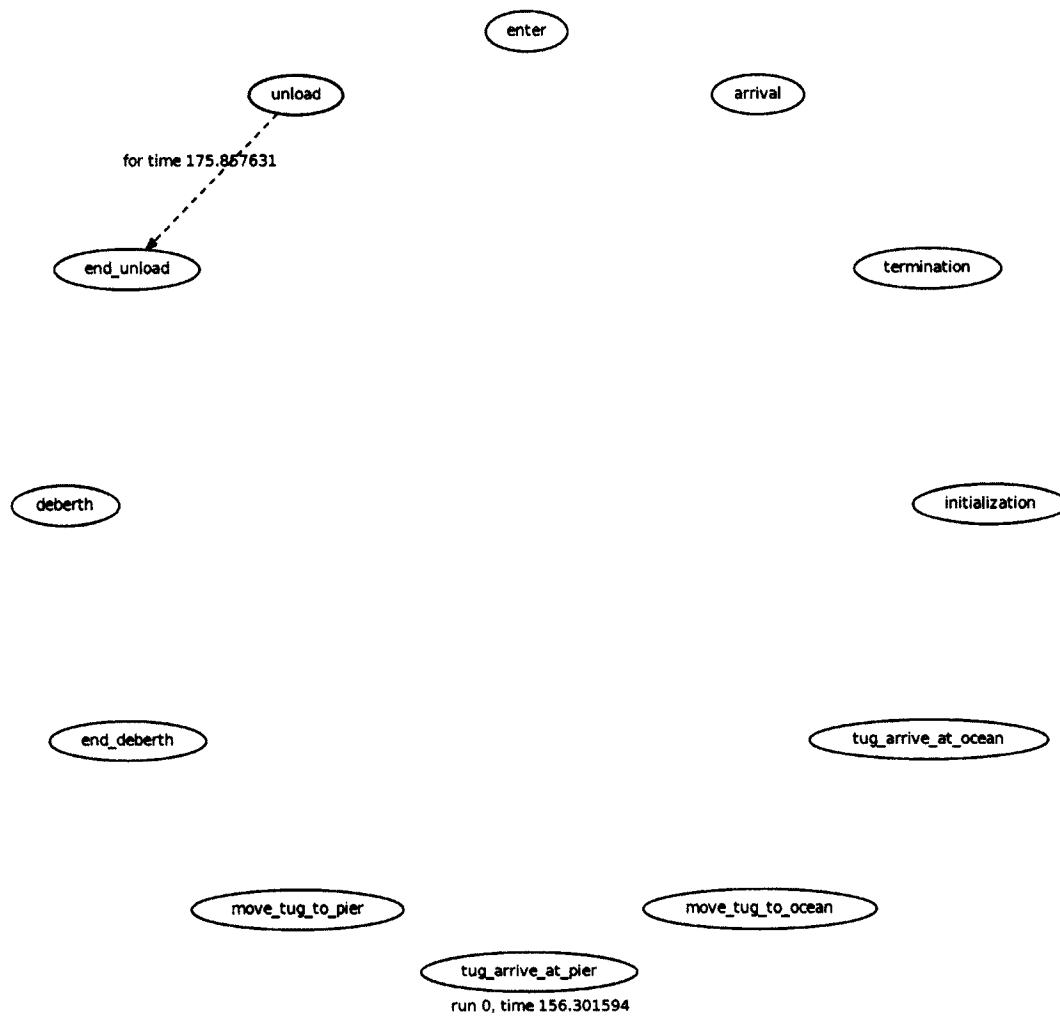 enter
unload
arrival
for time 175.857631
end_unload
termination
deberth
initialization
end_deberth
tug_arrive_at_ocean
move_tug_to_pier
move_tug_to_ocean
tug_arrive_at_pier
run 0, time 156.301594